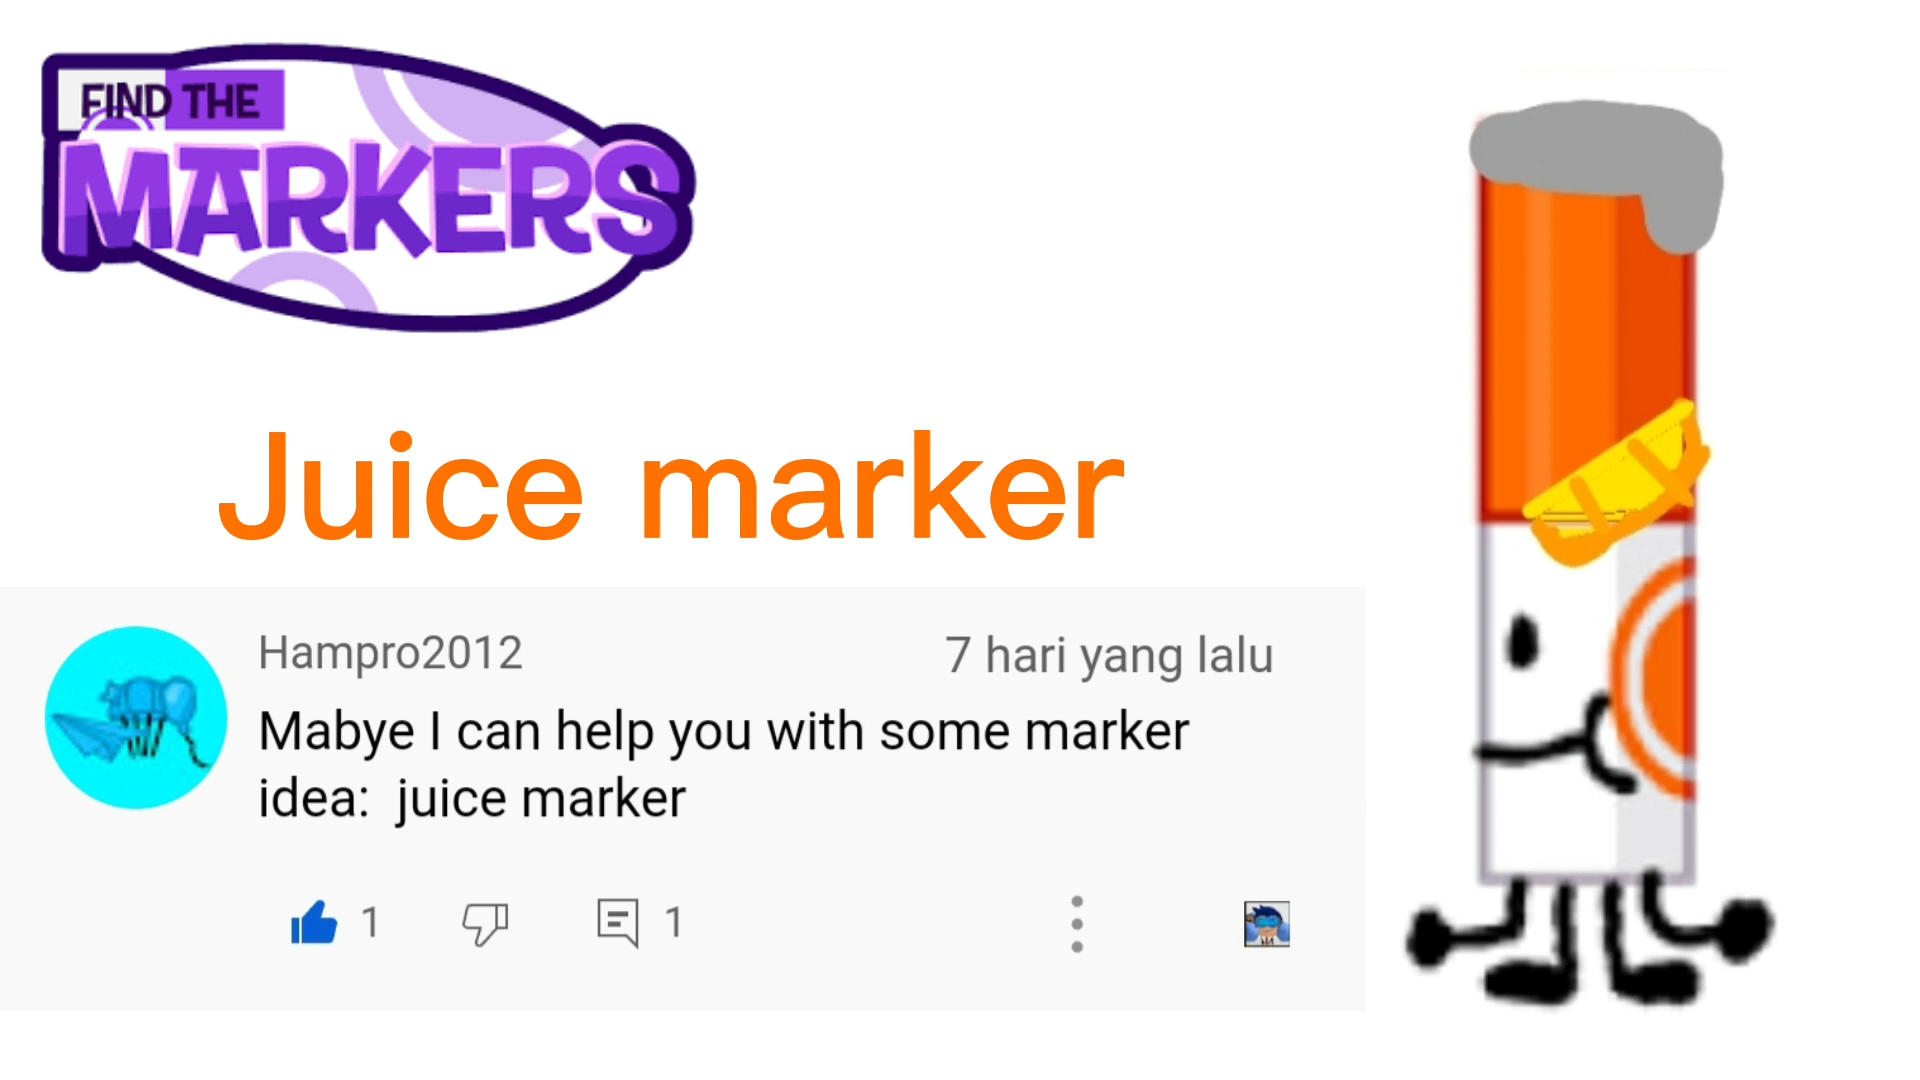 FIND THE
MARKERS
Juice marker
Hampro2012
7 hari yang lalu
Mabye I can help you with some marker
idea:  juice marker
1
1